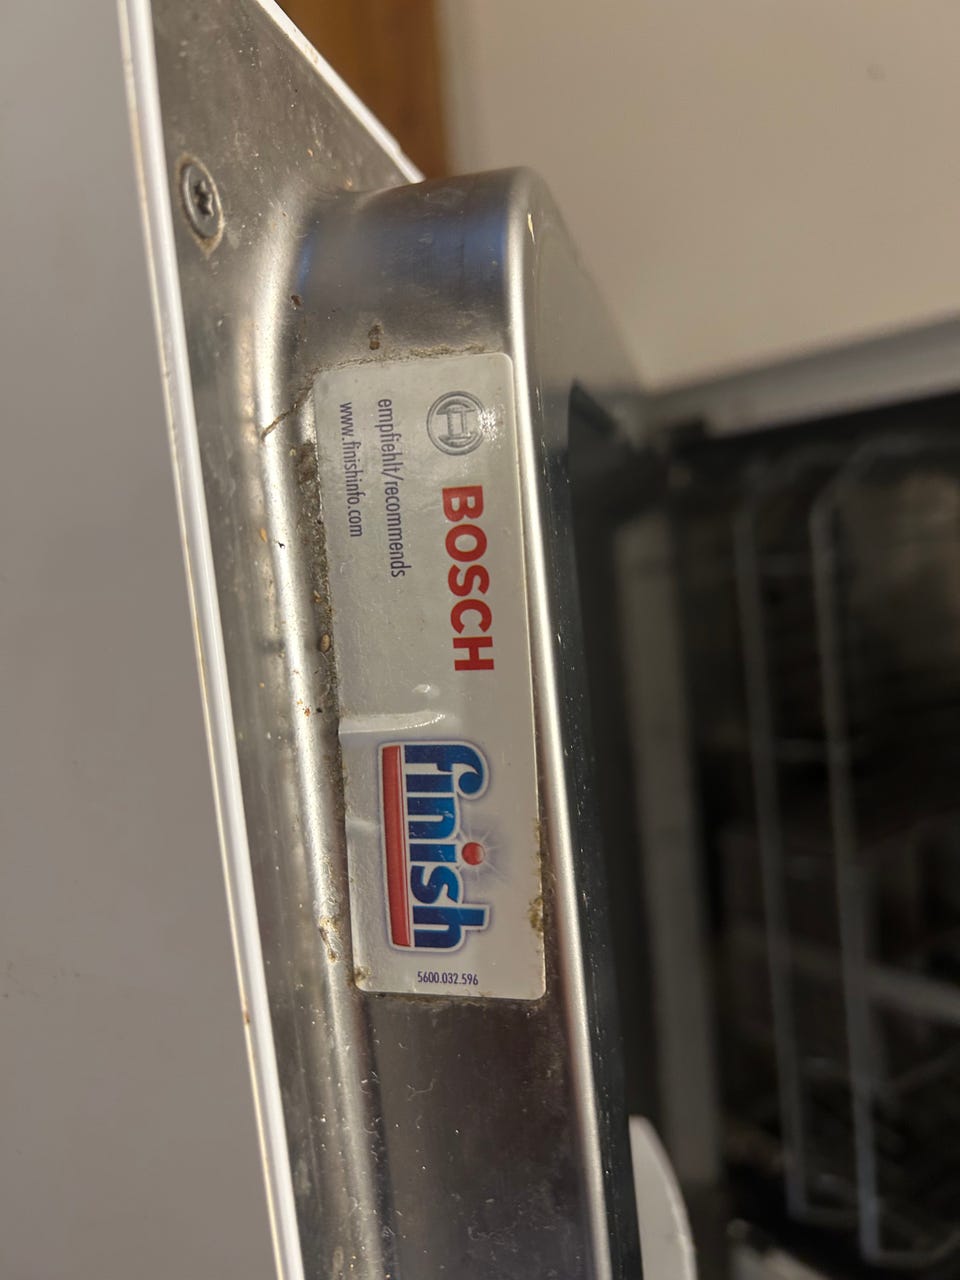 BOSCH
empfiehlt/recommends
www.finishinfo.com
finish
5600.032.596